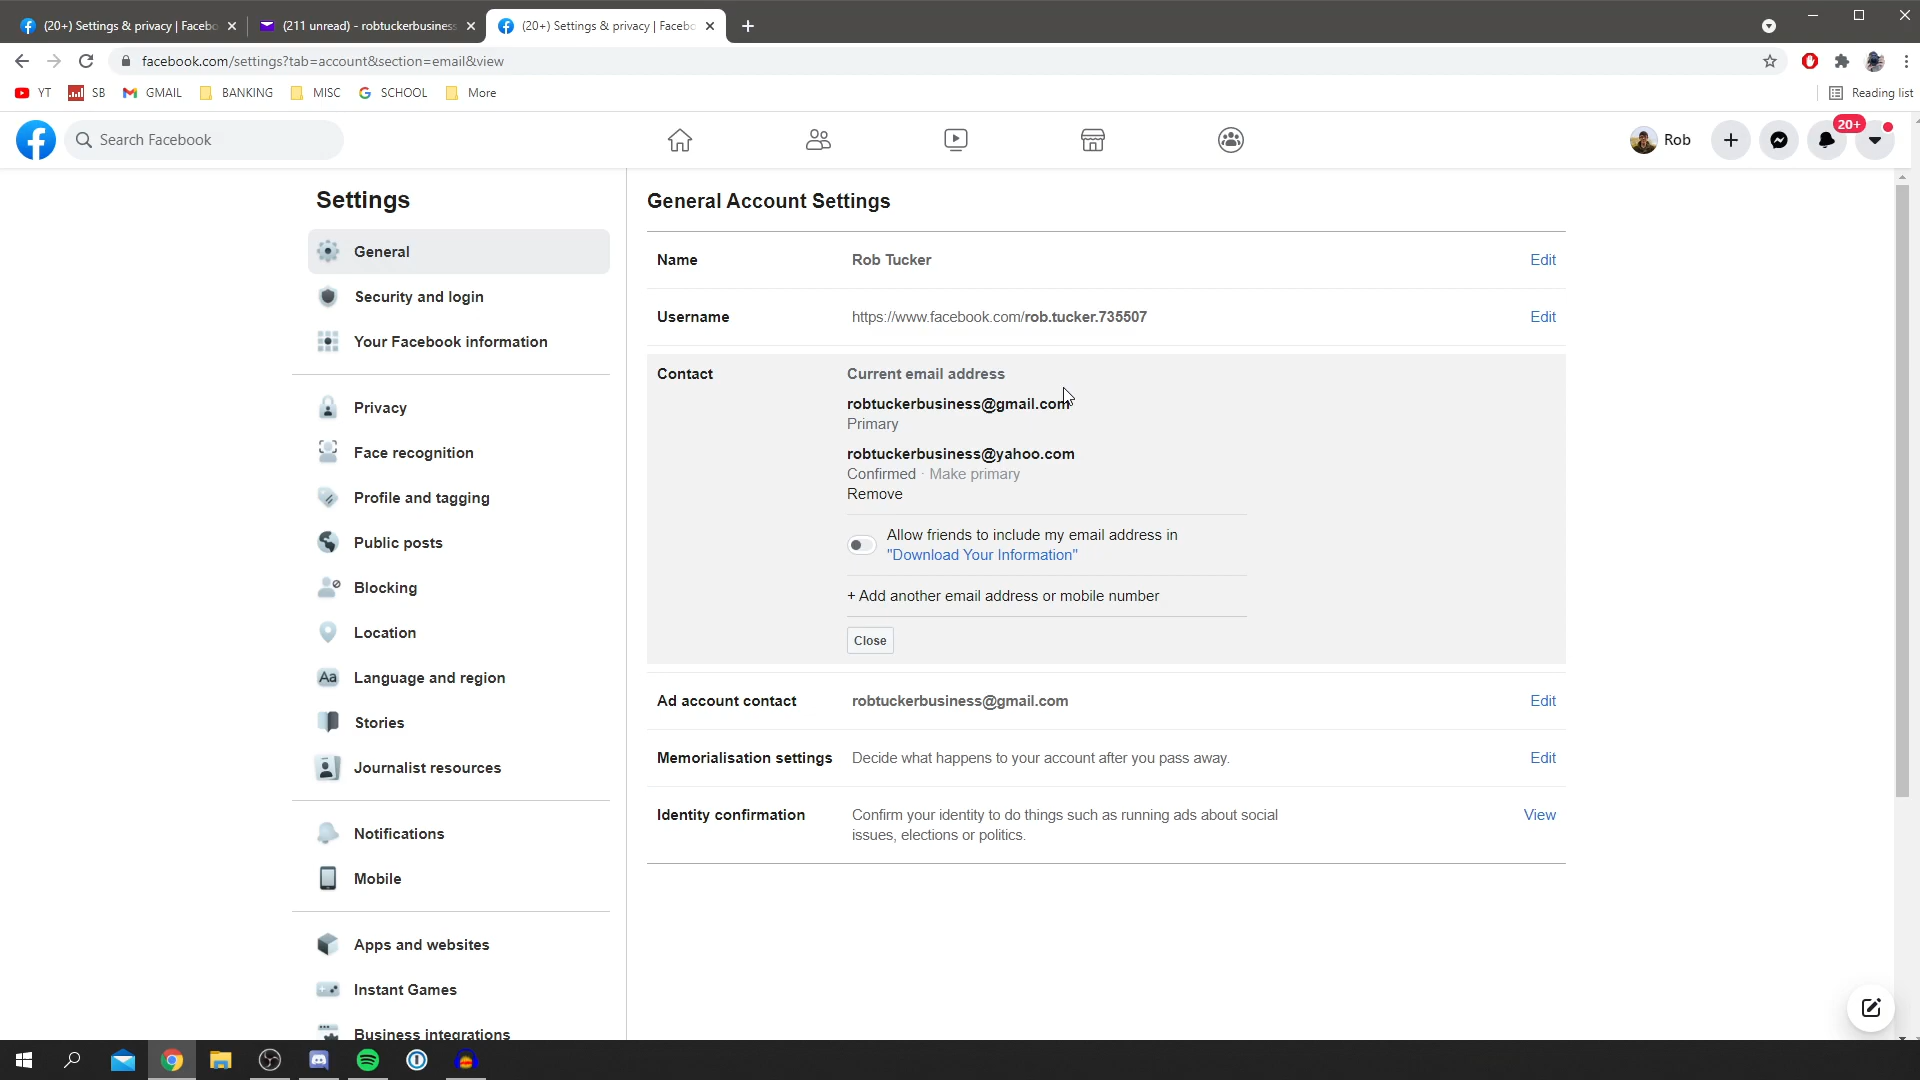 (20+) Settings & privacy | Facebo
(211 unread) - robtuckerbusiness
(20+) Settings & privacy | Facebo
facebook.com/settings?tab=account&section=email&view
YT
SB
GMAIL
BANKING
MISC
SCHOOL
More
Reading list
Search Facebook
Rob
20+
Settings
General
Security and login
Your Facebook information
Privacy
Face recognition
Profile and tagging
Public posts
Blocking
Location
Language and region
Stories
Journalist resources
Notifications
Mobile
Apps and websites
Instant Games
Business integrations
General Account Settings
Name Rob Tucker Edit
Username https://www.facebook.com/rob.tucker.735507 Edit
Contact Current email address
robtuckerbusiness@gmail.com
Primary
robtuckerbusiness@yahoo.com
Confirmed · Make primary
Remove
Allow friends to include my email address in
"Download Your Information"
+ Add another email address or mobile number
Close
Ad account contact robtuckerbusiness@gmail.com Edit
Memorialisation settings Decide what happens to your account after you pass away. Edit
Identity confirmation Confirm your identity to do things such as running ads about social View
issues, elections or politics.